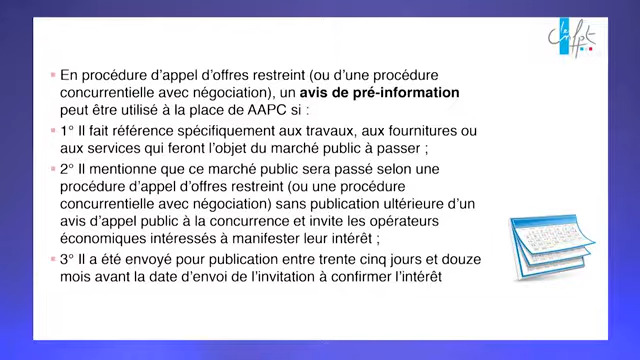 En procédure d'appel d'offres restreint (ou d'une procédure
concurrentielle avec négociation), un avis de pré-information
peut être utilisé à la place de AAPC si :
1° Il fait référence spécifiquement aux travaux, aux fournitures ou
aux services qui feront l'objet du marché public à passer ;
2° Il mentionne que ce marché public sera passé selon une
procédure d'appel d'offres restreint (ou une procédure
concurrentielle avec négociation) sans publication ultérieure d'un
avis d'appel public à la concurrence et invite les opérateurs
économiques intéressés à manifester leur intérêt ;
3° Il a été envoyé pour publication entre trente cinq jours et douze
mois avant la date d'envoi de l'invitation à confirmer l'intérêt